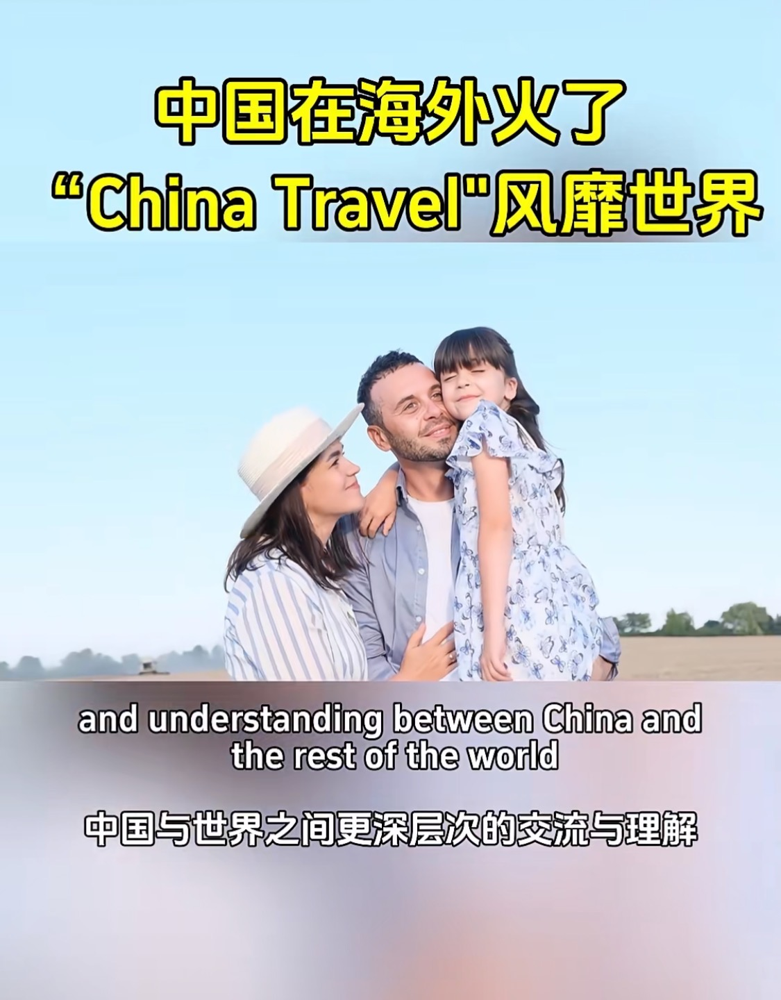 中国在海外火了
“China Travel"风靡世界
and understanding between China and
the rest of the world
中国与世界之间更深层次的交流与理解